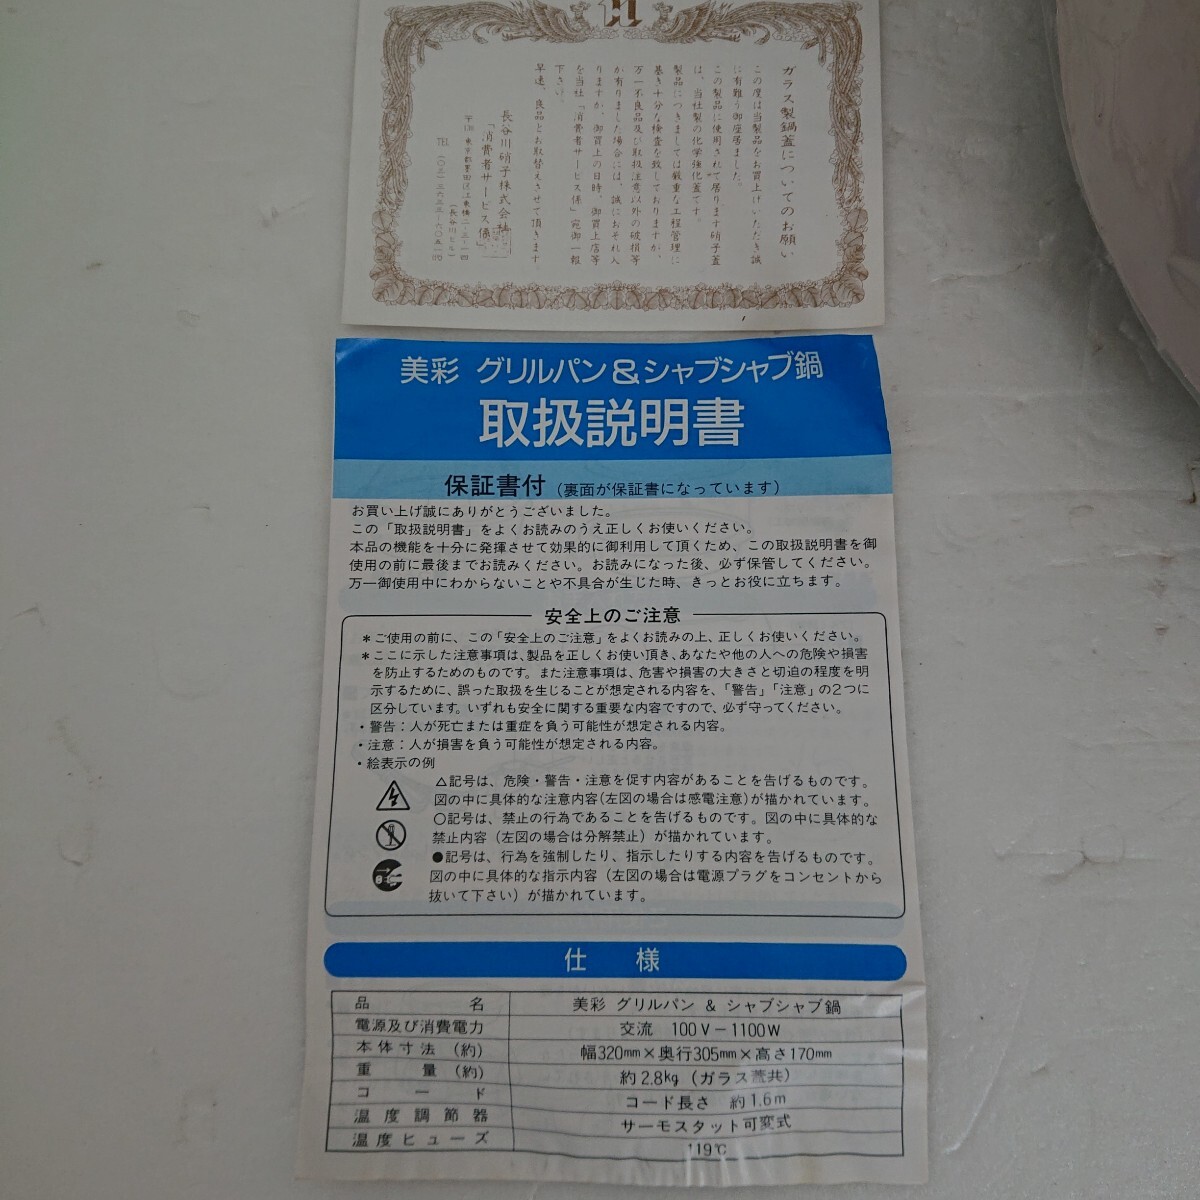 ガラス製鍋蓋についてのお願い
この度は当製品をお買上げいただき誠
に有難う御座居ました。
この製品に使用されて居ります硝子蓋
は、当社製の化学強化蓋です。
製品につきましては厳重な工程管理に
基き十分な検査を致しておりますが、
万一不良品及び取扱注意以外の破損等
が有りました場合には、誠におそれ入
りますが、御買上の日時、御買上店等
を当社「消費者サービス係」宛御一報
下さい。
早速、良品とお取替えさせて頂きます
長谷川硝子株式会社
「消費者サービス係」
東京都墨田区江東橋二-三-一四
(長谷川ビル)
美彩 グリルパン&シャブシャブ鍋
取扱説明書
保証書付(裏面が保証書になっています)
お買い上げ誠にありがとうございました。
この「取扱説明書」をよくお読みのうえ正しくお使いください。
本品の機能を十分に発揮させて効果的に御利用して頂くため、この取扱説明書を御
使用の前に最後までお読みください。お読みになった後、必ず保管してください。
万一御使用中にわからないことや不具合が生じた時、きっとお役に立ちます。
安全上のご注意
*ご使用の前に、この「安全上のご注意」をよくお読みの上、正しくお使いください。
*ここに示した注意事項は、製品を正しくお使い頂き、あなたや他の人への危険や損害
を防止するためのものです。また注意事項は、危害や損害の大きさと切迫の程度を明
示するために、誤った取扱を生じることが想定される内容を、「警告」「注意」の2つに
区分しています。いずれも安全に関する重要な内容ですので、必ず守ってください。
・警告:人が死亡または重症を負う可能性が想定される内容。
・注意:人が損害を負う可能性が想定される内容。
・絵表示の例
△記号は、危険・警告・注意を促す内容があることを告げるものです。
図の中に具体的な注意内容(左図の場合は感電注意)が描かれています。
○記号は、禁止の行為であることを告げるものです。図の中に具体的な
禁止内容(左図の場合は分解禁止)が描かれています。
●記号は、行為を強制したり、指示したりする内容を告げるものです。
図の中に具体的な指示内容(左図の場合は電源プラグをコンセントから
抜いて下さい)が描かれています。
仕様
品名 美彩 グリルパン & シャブシャブ鍋
電源及び消費電力 交流 100V-1100W
本体寸法(約) 幅320mm×奥行305mm×高さ170mm
重量(約) 約2.8kg(ガラス蓋共)
コード コード長さ 約1.6m
温度調節器 サーモスタット可変式
温度ヒューズ 119℃